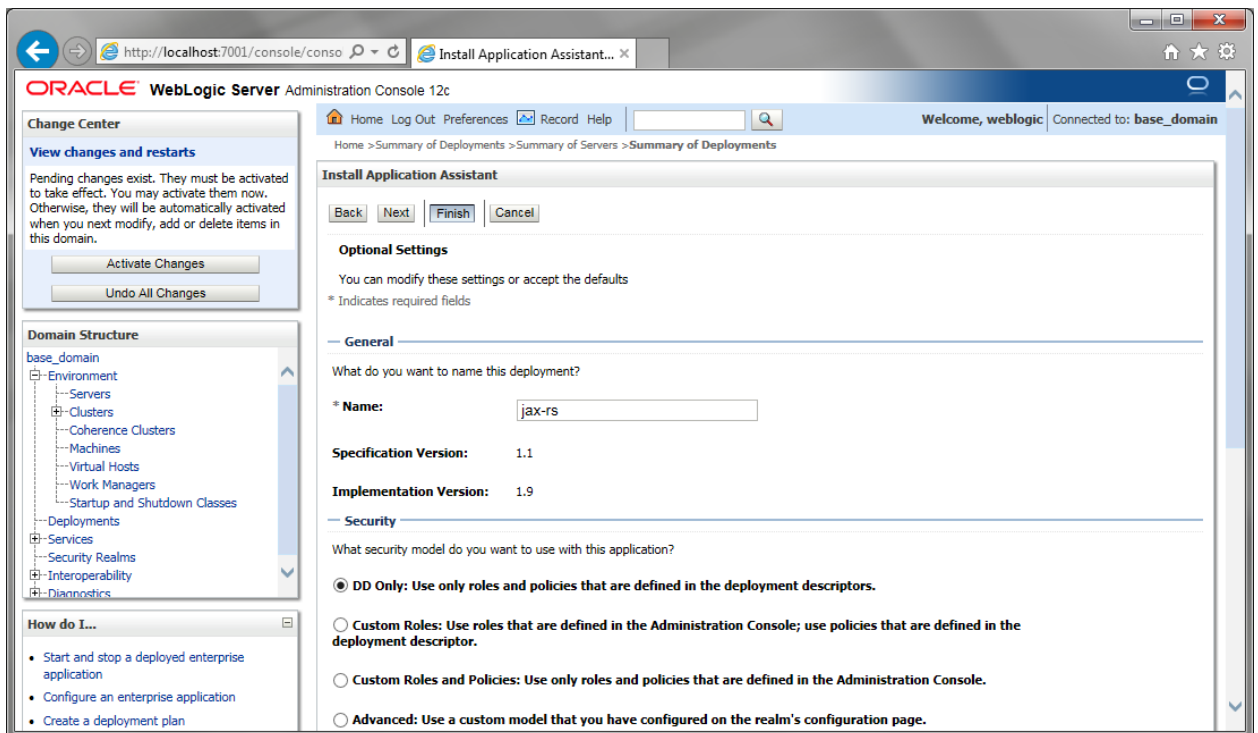 http://localhost:7001/console/conso
Install Application Assistant...
ORACLE WebLogic Server Administration Console 12c
Change Center
View changes and restarts
Pending changes exist. They must be activated
to take effect. You may activate them now.
Otherwise, they will be automatically activated
when you next modify, add or delete items in
this domain.
Activate Changes
Undo All Changes
Domain Structure
base_domain
Environment
Servers
Clusters
Coherence Clusters
Machines
Virtual Hosts
Work Managers
Startup and Shutdown Classes
Deployments
Services
Security Realms
Interoperability
Diagnostics
How do I...
Start and stop a deployed enterprise
application
Configure an enterprise application
Create a deployment plan
Home Log Out Preferences Record Help
Welcome, weblogic Connected to: base_domain
Home >Summary of Deployments >Summary of Servers >Summary of Deployments
Install Application Assistant
Back Next Finish Cancel
Optional Settings
You can modify these settings or accept the defaults
* Indicates required fields
General
What do you want to name this deployment?
* Name: jax-rs
Specification Version: 1.1
Implementation Version: 1.9
Security
What security model do you want to use with this application?
DD Only: Use only roles and policies that are defined in the deployment descriptors.
Custom Roles: Use roles that are defined in the Administration Console; use policies that are defined in the
deployment descriptor.
Custom Roles and Policies: Use only roles and policies that are defined in the Administration Console.
Advanced: Use a custom model that you have configured on the realm's configuration page.